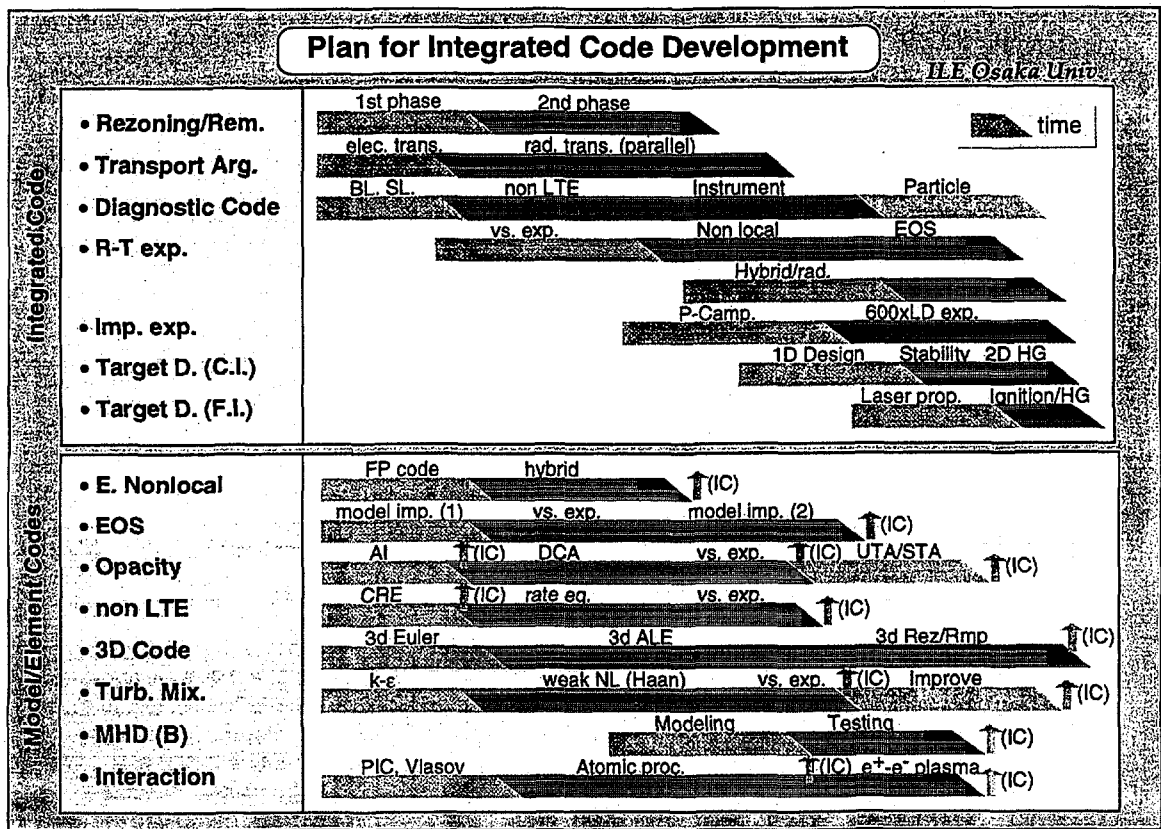 Plan for Integrated Code Development
ILE Osaka Univ.
Integrated Code
time
1st phase 2nd phase
• Rezoning/Rem.
elec. trans. rad. trans. (parallel)
• Transport Arg.
BL. SL. non LTE Instrument Particle
• Diagnostic Code
vs. exp. Non local EOS
• R-T exp.
Hybrid/rad.
P-Camp. 600xLD exp.
• Imp. exp.
1D Design Stability 2D HG
• Target D. (C.I.)
Laser prop. Ignition/HG
• Target D. (F.I.)
Model/Element Codes
FP code hybrid
• E. Nonlocal (IC)
model imp. (1) vs. exp. model imp. (2)
• EOS (IC)
AI (IC) DCA vs. exp. (IC) UTA/STA
• Opacity (IC)
CRE (IC) rate eq. vs. exp.
• non LTE (IC)
3d Euler 3d ALE 3d Rez/Rmp (IC)
• 3D Code
k-ε weak NL (Haan) vs. exp. (IC) Improve
• Turb. Mix. (IC)
Modeling Testing
• MHD (B) (IC)
PIC, Vlasov Atomic proc. (IC) e⁺-e⁻ plasma
• Interaction (IC)